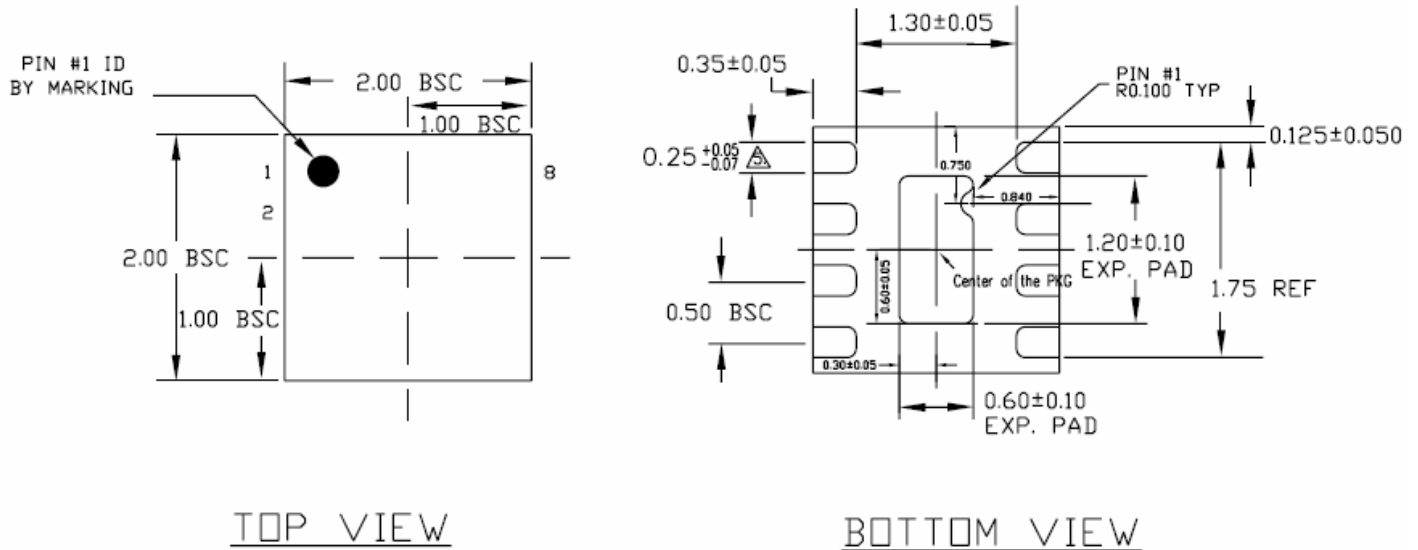 PIN #1 ID
BY MARKING
2.00 BSC
1.00 BSC
1
8
2
2.00 BSC
1.00 BSC
TOP VIEW
1.30±0.05
0.35±0.05
PIN #1
R0.100 TYP
0.125±0.050
0.25 +0.05
-0.07 5.
0.750
0.840
1.20±0.10
EXP. PAD
Center of the PKG
1.75 REF
0.60±0.05
0.50 BSC
0.30±0.05
0.60±0.10
EXP. PAD
BOTTOM VIEW